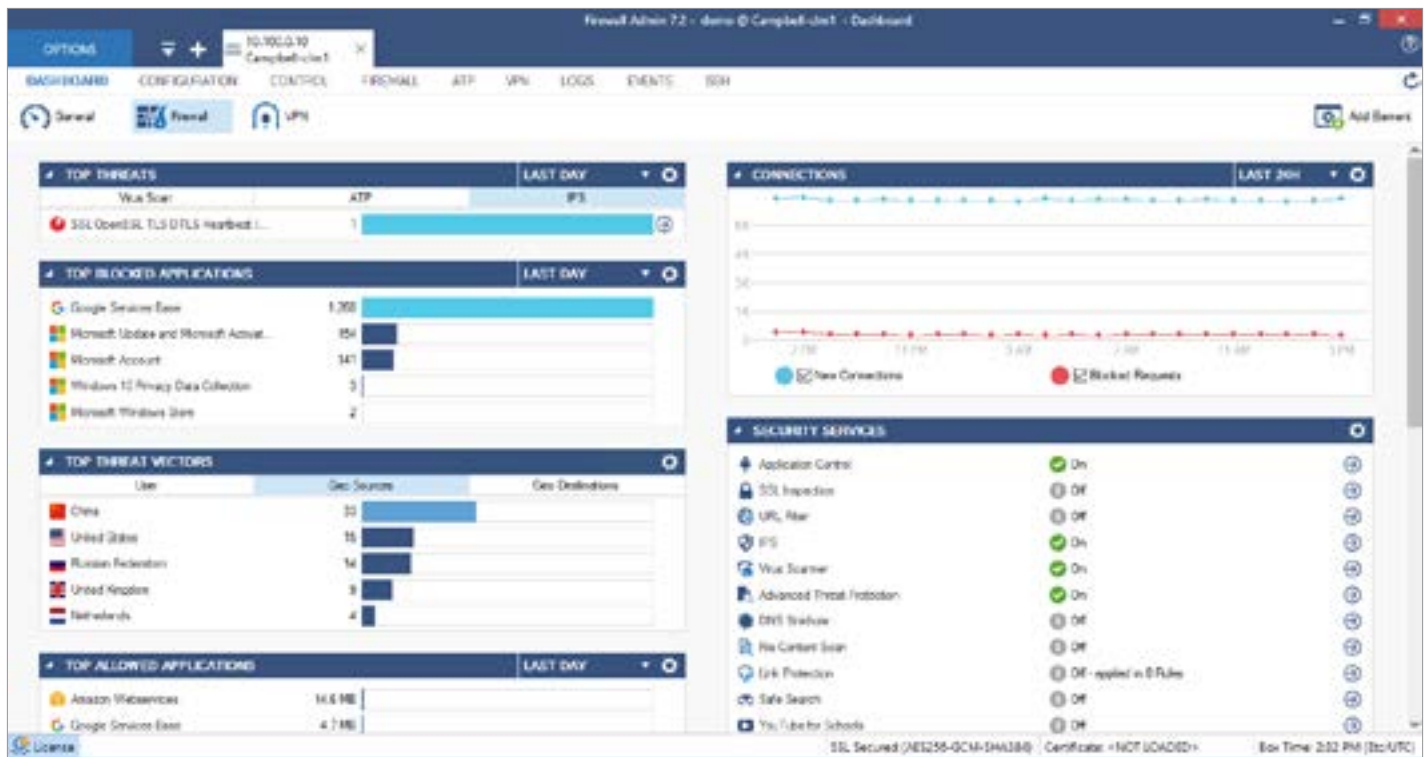 Firewall Admin 7.2 - demo @ Campbell-clm1 - Dashboard
OPTIONS
10.100.0.10
Campbell-clm1
DASHBOARD CONFIGURATION CONTROL FIREWALL ATP VPN LOGS EVENTS SSH
General Firewall VPN
TOP THREATS LAST DAY
Virus Scan ATP IPS
SSL OpenSSL TLS DTLS Heartbeat I... 1
TOP BLOCKED APPLICATIONS LAST DAY
Google Services Base
Microsoft Update and Microsoft Activat...
Microsoft Account 141
Windows 10 Privacy Data Collection
Microsoft Windows Store 2
TOP THREAT VECTORS
User Geo Sources Geo Destinations
China 33
United States
Russian Federation 14
United Kingdom
Netherlands 4
TOP ALLOWED APPLICATIONS LAST DAY
Amazon Webservices 14.6 MB
Google Services Base 4.7 MB
License
Add Element
CONNECTIONS LAST 24H
New Connections Blocked Requests
SECURITY SERVICES
Application Control On
SSL Inspection Off
URL Filter Off
IPS On
Virus Scanner On
Advanced Threat Protection On
DNS Sinkhole Off
File Content Scan Off
Link Protection Off - applied in 0 Rules
Safe Search Off
YouTube for Schools Off
SSL Secured (AES256-GCM-SHA384) Certificate: <NOT LOADED> Box Time: 2:02 PM (Etc/UTC)